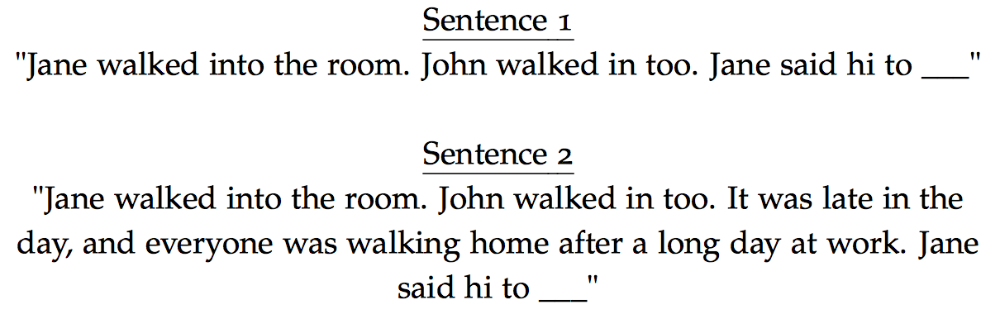 Sentence 1
"Jane walked into the room. John walked in too. Jane said hi to ___"
Sentence 2
"Jane walked into the room. John walked in too. It was late in the
day, and everyone was walking home after a long day at work. Jane
said hi to ___"